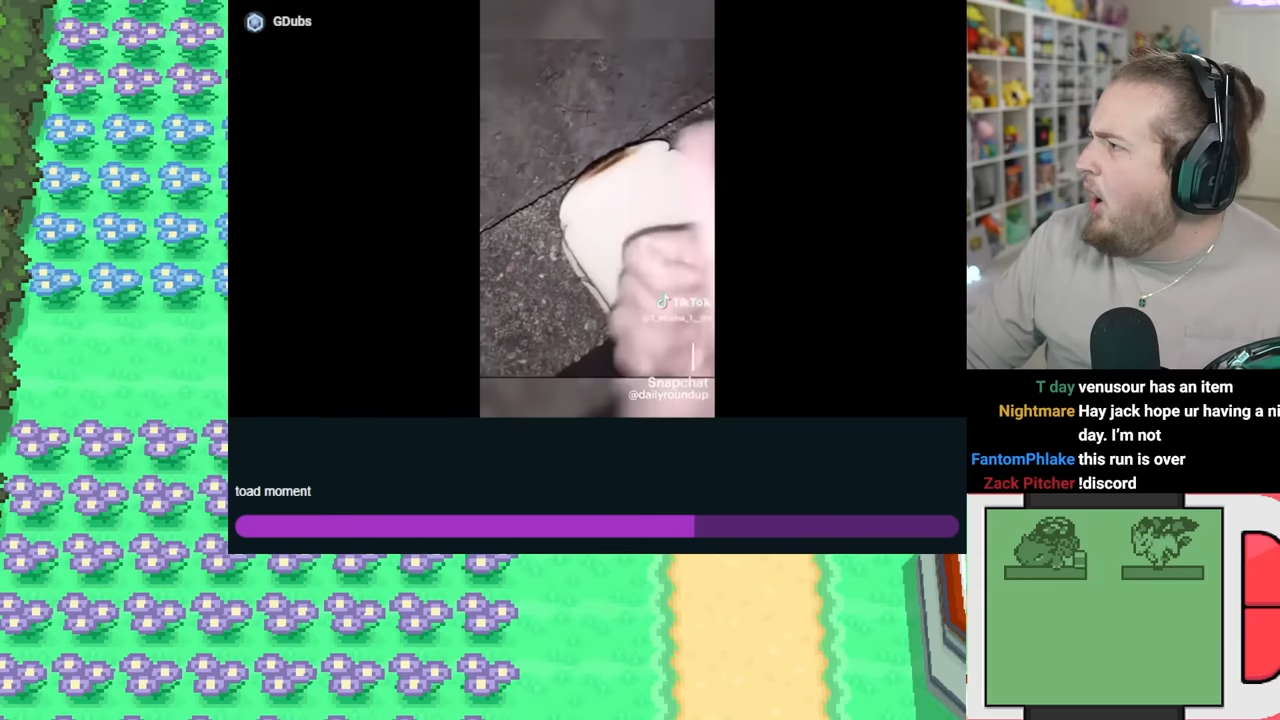 GDubs
TikTok
Snapchat
@dailyroundup
toad moment
T day venusour has an item
Nightmare Hay jack hope ur having a ni
day. I'm not
FantomPhlake this run is over
Zack Pitcher !discord